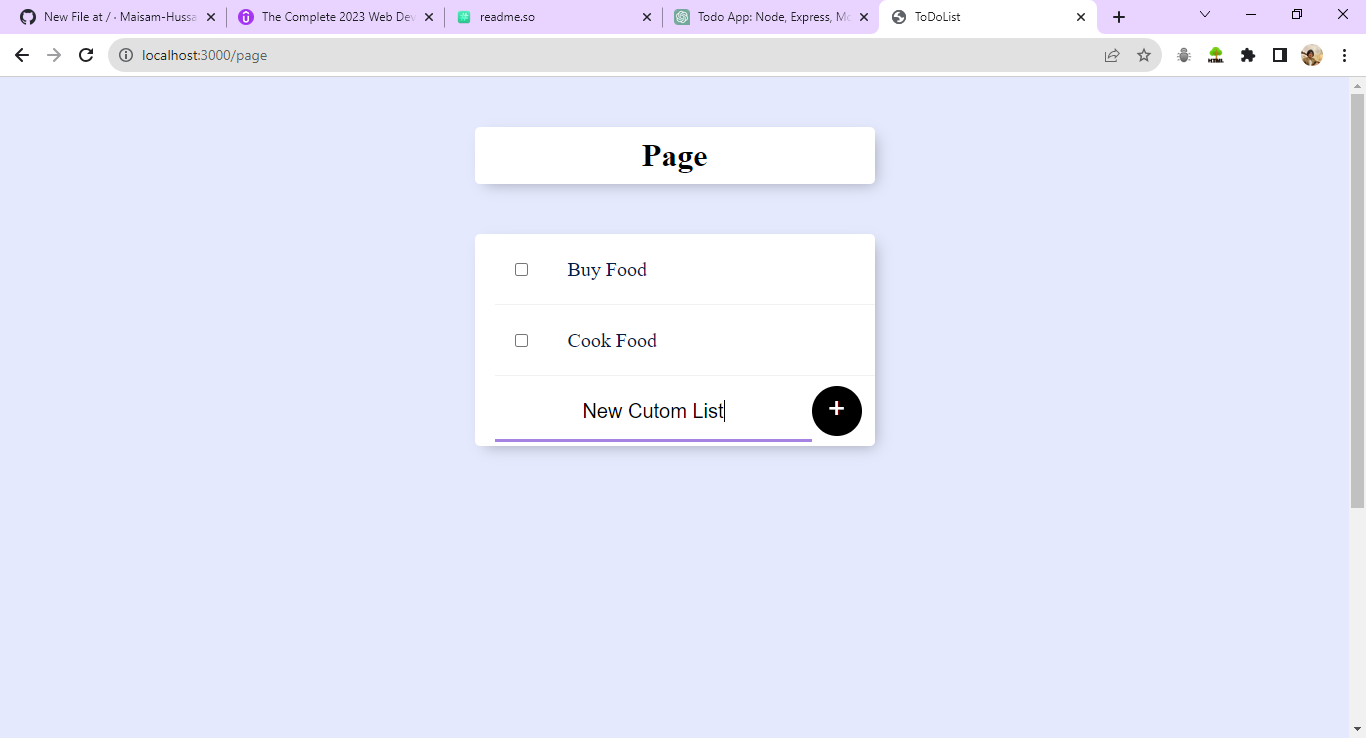 New File at / · Maisam-Hussa
The Complete 2023 Web Dev
readme.so
Todo App: Node, Express, Mo
ToDoList
localhost:3000/page
HTML
Page
Buy Food
Cook Food
New Cutom List
+